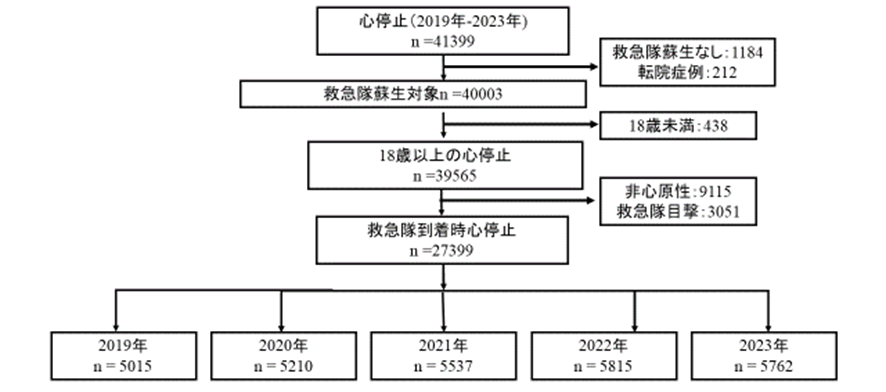 心停止(2019年-2023年)
n =41399
救急隊蘇生なし:1184
転院症例:212
救急隊蘇生対象n =40003
18歳未満:438
18歳以上の心停止
n =39565
非心原性:9115
救急隊目撃:3051
救急隊到着時心停止
n =27399
2019年
n = 5015
2020年
n = 5210
2021年
n = 5537
2022年
n = 5815
2023年
n = 5762